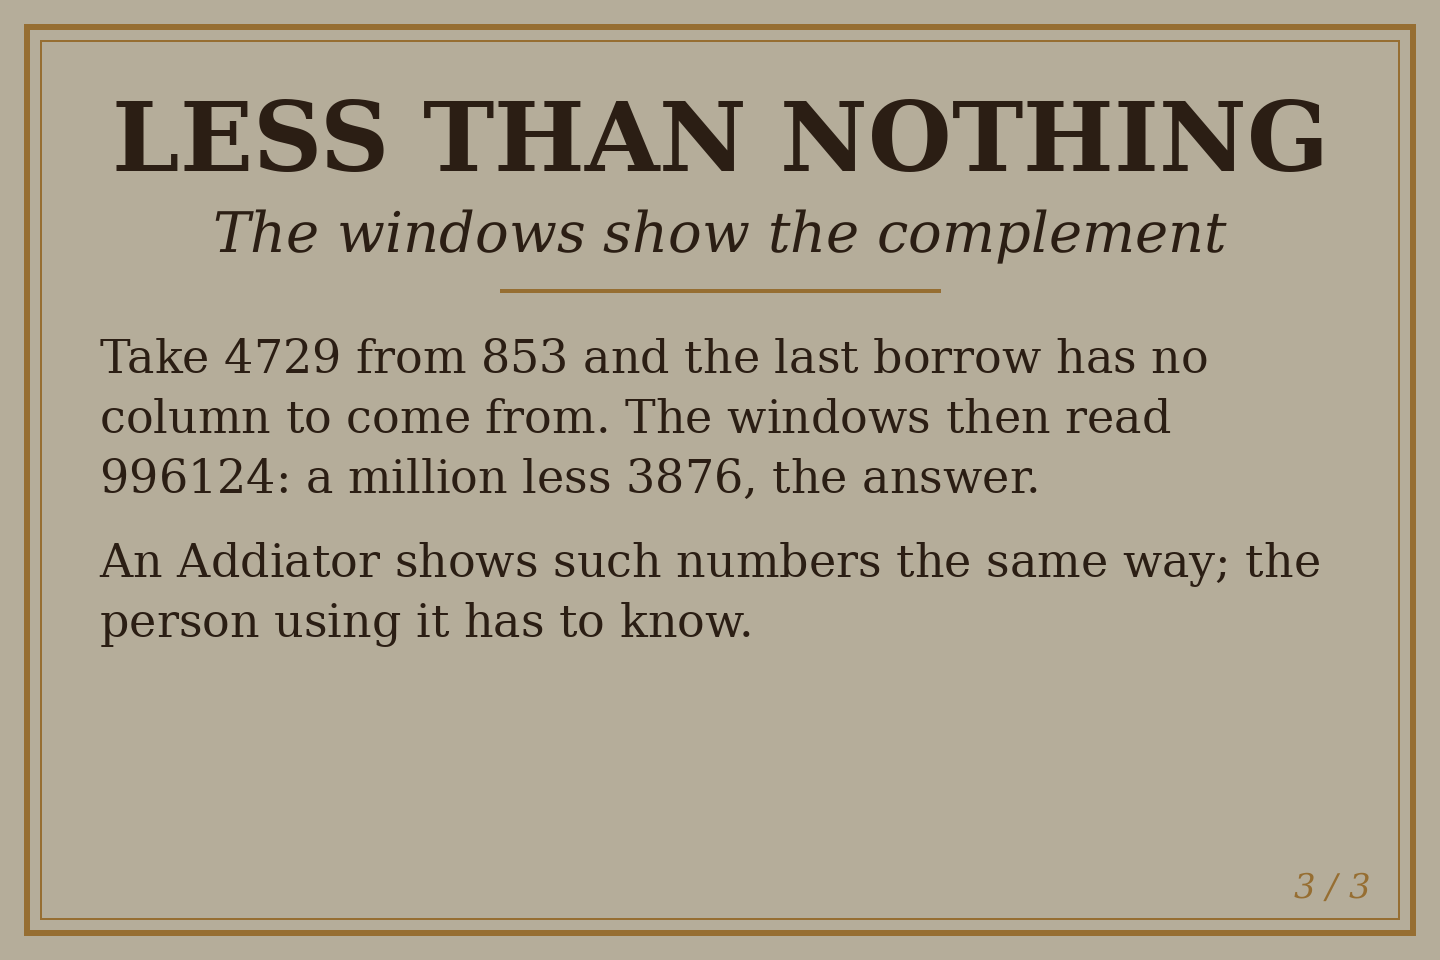 LESS THAN NOTHING
The windows show the complement
Take 4729 from 853 and the last borrow has no
column to come from. The windows then read
996124: a million less 3876, the answer.
An Addiator shows such numbers the same way; the
person using it has to know.
3 / 3